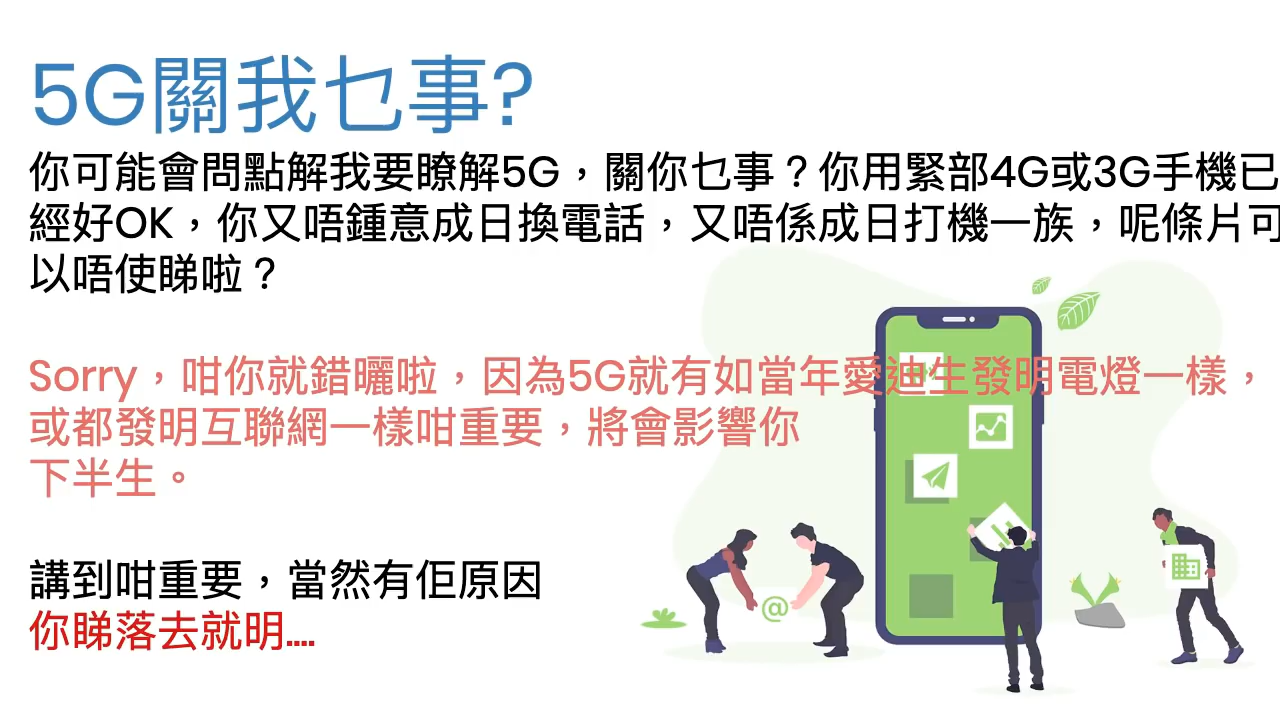 5G關我乜事?
你可能會問點解我要瞭解5G，關你乜事？你用緊部4G或3G手機已
經好OK，你又唔鍾意成日換電話，又唔係成日打機一族，呢條片可
以唔使睇啦？
Sorry，咁你就錯曬啦，因為5G就有如當年愛迪生發明電燈一樣，
或都發明互聯網一樣咁重要，將會影響你
下半生。
講到咁重要，當然有佢原因
你睇落去就明....
@